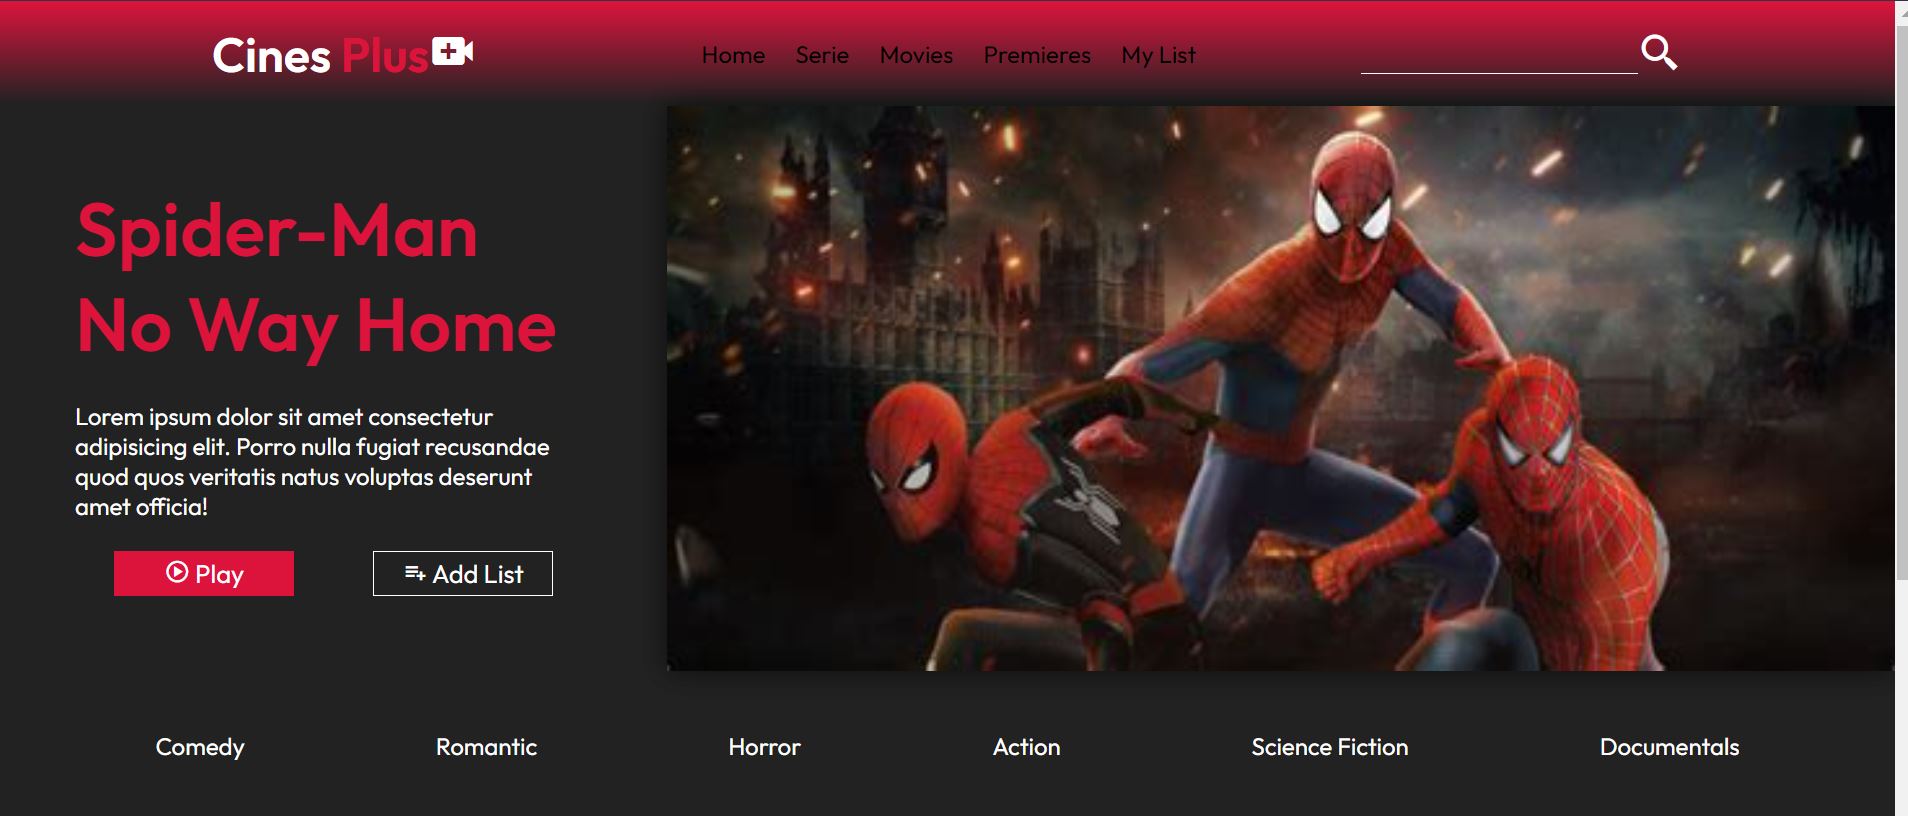 Cines Plus
Home Serie Movies Premieres My List
Spider-Man
No Way Home
Lorem ipsum dolor sit amet consectetur
adipisicing elit. Porro nulla fugiat recusandae
quod quos veritatis natus voluptas deserunt
amet officia!
Play Add List
Comedy Romantic Horror Action Science Fiction Documentals